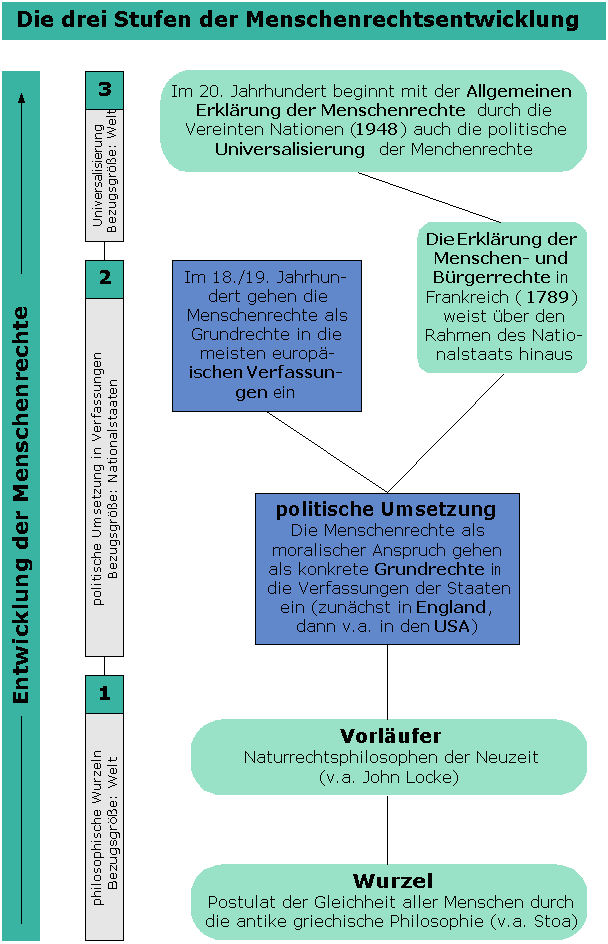 Die drei Stufen der Menschenrechtsentwicklung
Entwicklung der Menschenrechte
3
Universalisierung
Bezugsgröße: Welt
Im 20. Jahrhundert beginnt mit der Allgemeinen
Erklärung der Menschenrechte durch die
Vereinten Nationen (1948) auch die politische
Universalisierung der Menchenrechte
Die Erklärung der
Menschen- und
Bürgerrechte in
Frankreich ( 1789)
weist über den
Rahmen des Natio-
nalstaats hinaus
2
politische Umsetzung in Verfassungen
Bezugsgröße: Nationalstaaten
Im 18./19. Jahrhun-
dert gehen die
Menschenrechte als
Grundrechte in die
meisten europä-
ischen Verfassun-
gen ein
politische Umsetzung
Die Menschenrechte als
moralischer Anspruch gehen
als konkrete Grundrechte in
die Verfassungen der Staaten
ein (zunächst in England,
dann v.a. in den USA)
1
philosophische Wurzeln
Bezugsgröße: Welt
Vorläufer
Naturrechtsphilosophen der Neuzeit
(v.a. John Locke)
Wurzel
Postulat der Gleichheit aller Menschen durch
die antike griechische Philosophie (v.a. Stoa)